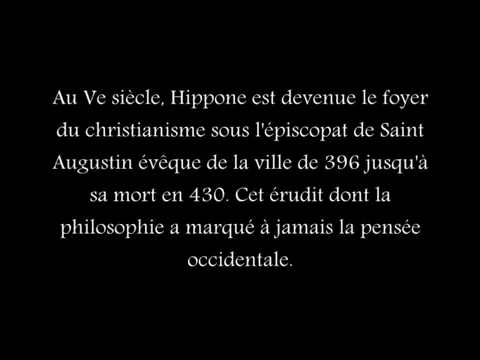 Au Ve siècle, Hippone est devenue le foyer
du christianisme sous l'épiscopat de Saint
Augustin évêque de la ville de 396 jusqu'à
sa mort en 430. Cet érudit dont la
philosophie a marqué à jamais la pensée
occidentale.